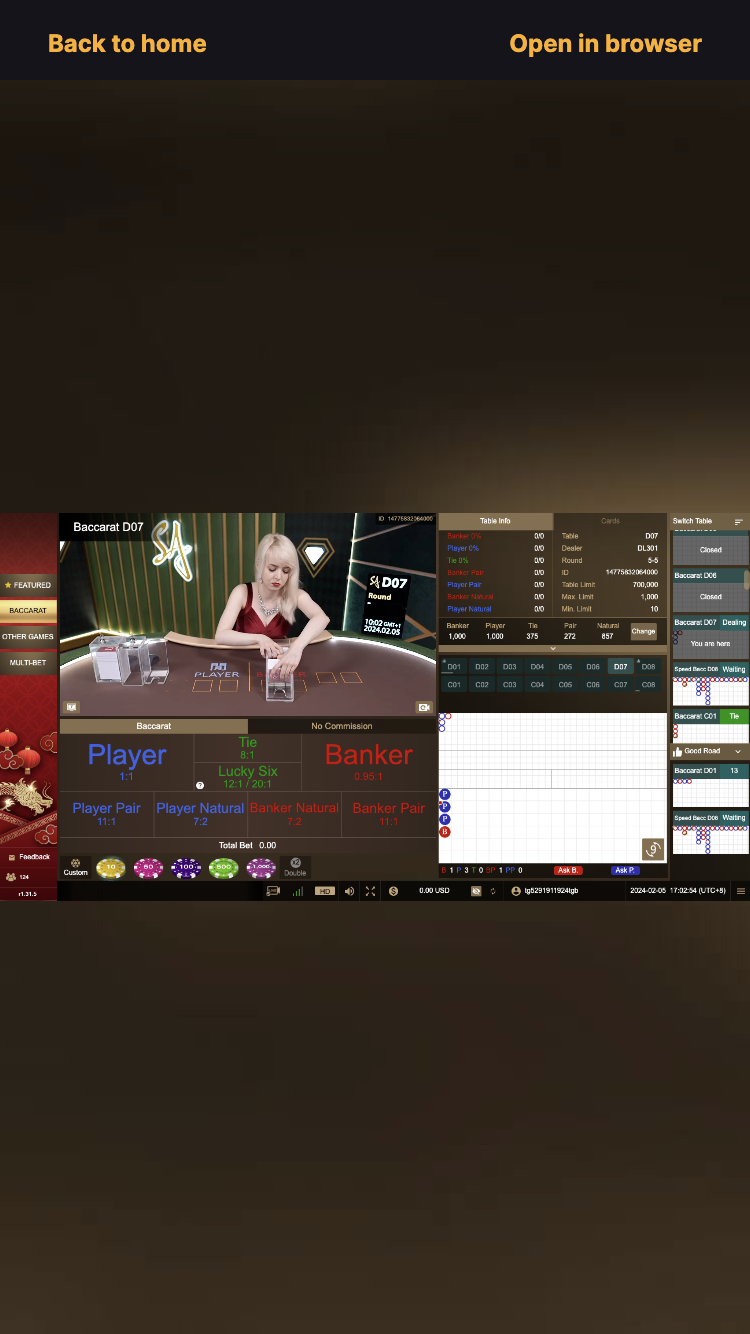 Back to home
Open in browser
FEATURED
BACCARAT
OTHER GAMES
MULTI-BET
Feedback
124
r1.31.5
Baccarat D07
ID 14775832064000
SA
SA D07
Round
10:02 GMT+1
2024.02.05
PLAYER
Baccarat
No Commission
Player
1:1
Tie
8:1
Lucky Six
12:1 / 20:1
?
Banker
0.95:1
Player Pair
11:1
Player Natural
7:2
Banker Natural
7:2
Banker Pair
11:1
Total Bet 0.00
Custom
10
50
100
500
1,000
x2
Double
Table Info
Cards
Banker 0% 0/0
Player 0% 0/0
Tie 0% 0/0
Banker Pair 0/0
Player Pair 0/0
Banker Natural 0/0
Player Natural 0/0
Table D07
Dealer DL301
Round 5-5
ID 14775832064000
Table Limit 700,000
Max. Limit 1,000
Min. Limit 10
Banker Player Tie Pair Natural
1,000 1,000 375 272 857
Change
D01 D02 D03 D04 D05 D06 D07 D08
C01 C02 C03 C04 C05 C06 C07 C08
P
P
P
B
9
B 1 P 3 T 0 BP 1 PP 0
Ask B.
Ask P.
Switch Table
Closed
Baccarat D06
Closed
Baccarat D07 Dealing
You are here
Speed Bacc D08 Waiting
Baccarat C01 Tie
Good Road
Baccarat D01 13
Speed Bacc D08 Waiting
HD
0.00 USD
tg5291911924tgb
2024-02-05 17:02:54 (UTC+8)